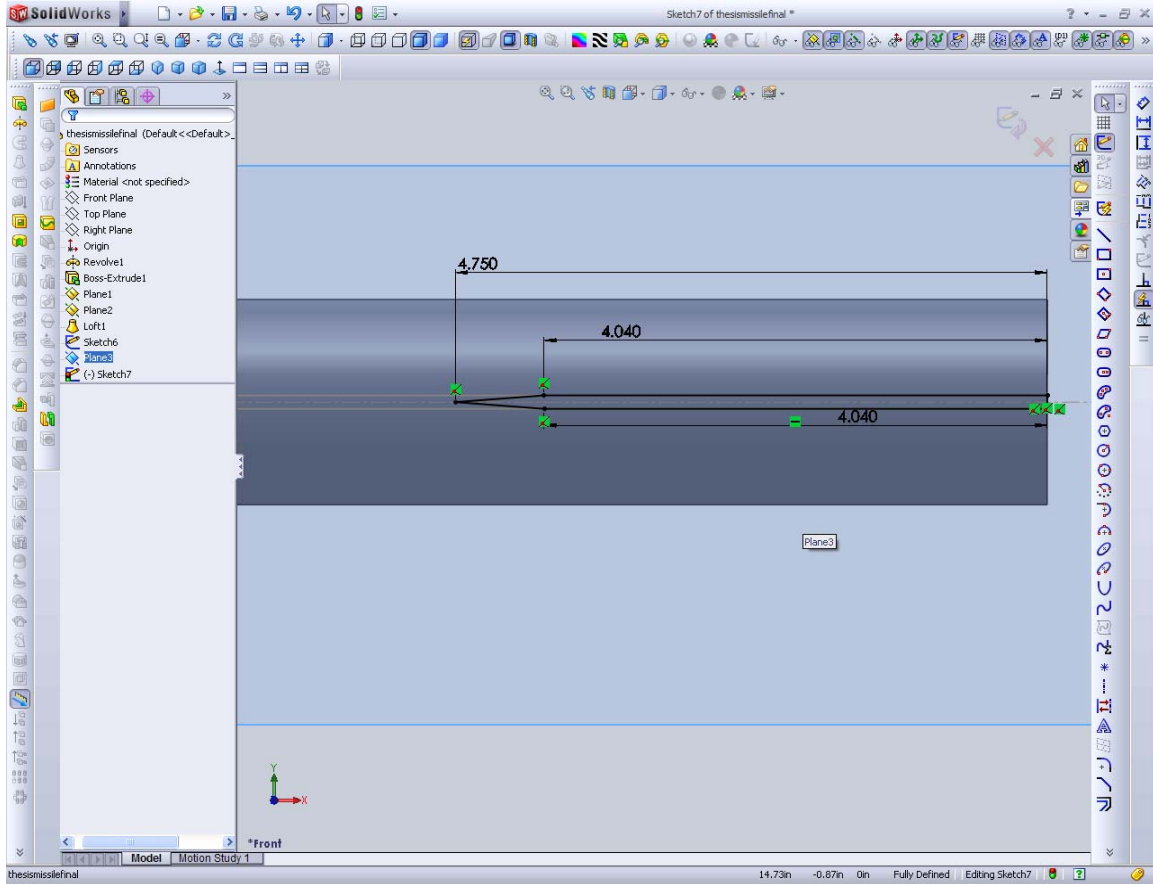 SolidWorks
Sketch7 of thesismissilefinal *
thesismissilefinal (Default<<Default>_
Sensors
Annotations
Material <not specified>
Front Plane
Top Plane
Right Plane
Origin
Revolve1
Boss-Extrude1
Plane1
Plane2
Loft1
Sketch6
Plane3
(-) Sketch7
4.750
4.040
4.040
Plane3
Y
X
*Front
Model
Motion Study 1
thesismissilefinal
14.73in
-0.87in
0in
Fully Defined
Editing Sketch7